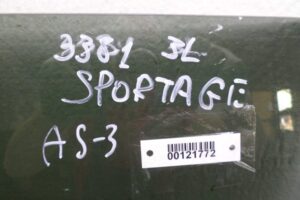 3381 3L
SPORTAGE
AS-3
00121772